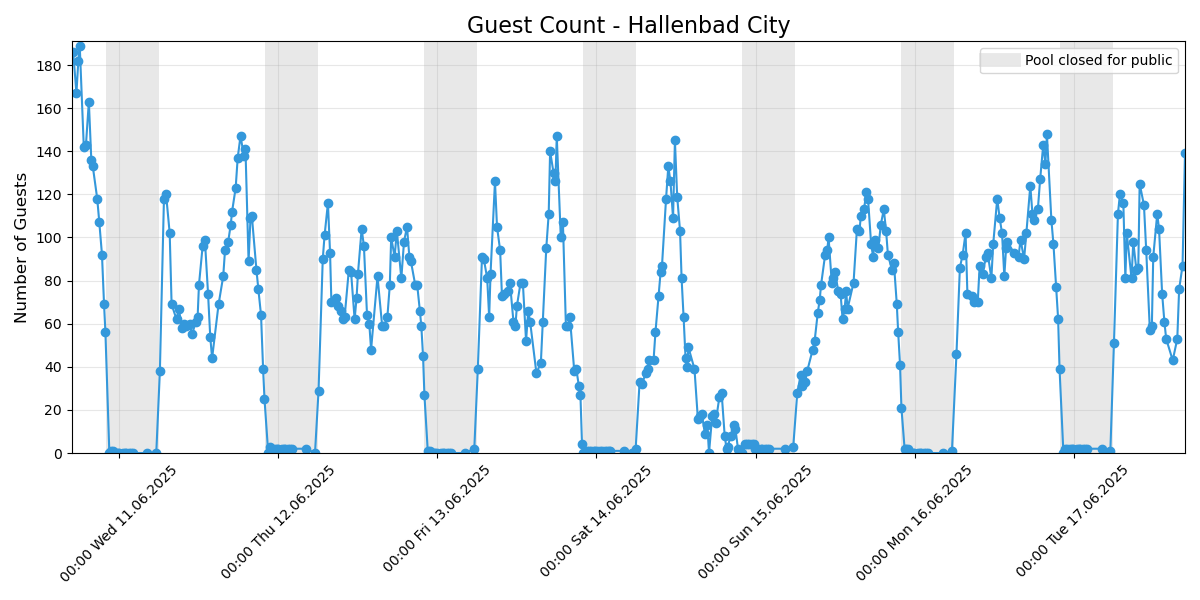 Guest Count - Hallenbad City
Pool closed for public
Number of Guests
180
160
140
120
100
80
60
40
20
0
00:00 Wed 11.06.2025
00:00 Thu 12.06.2025
00:00 Fri 13.06.2025
00:00 Sat 14.06.2025
00:00 Sun 15.06.2025
00:00 Mon 16.06.2025
00:00 Tue 17.06.2025